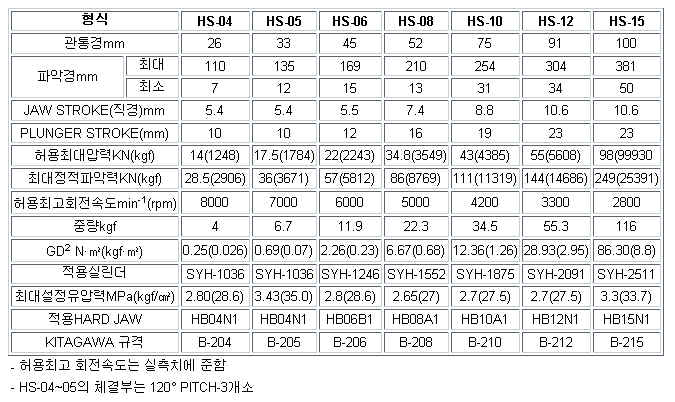 형식 HS-04 HS-05 HS-06 HS-08 HS-10 HS-12 HS-15
관통경mm 26 33 45 52 75 91 100
파악경mm 최대 110 135 169 210 254 304 381
최소 7 12 15 13 31 34 50
JAW STROKE(직경)mm 5.4 5.4 5.5 7.4 8.8 10.6 10.6
PLUNGER STROKE(mm) 10 10 12 16 19 23 23
허용최대압력KN(kgf) 14(1248) 17.5(1784) 22(2243) 34.8(3549) 43(4385) 55(5608) 98(99930
최대정적파악력KN(kgf) 28.5(2906) 36(3671) 57(5812) 86(8769) 111(11319) 144(14686) 249(25391)
허용최고회전속도min-1(rpm) 8000 7000 6000 5000 4200 3300 2800
중량kgf 4 6.7 11.9 22.3 34.5 55.3 116
GD2 N·㎡(kgf·㎡) 0.25(0.026) 0.69(0.07) 2.26(0.23) 6.67(0.68) 12.36(1.26) 28.93(2.95) 86.30(8.8)
적용실린더 SYH-1036 SYH-1036 SYH-1246 SYH-1552 SYH-1875 SYH-2091 SYH-2511
최대설정유압력MPa(kgf/㎠) 2.80(28.6) 3.43(35.0) 2.8(28.6) 2.65(27) 2.7(27.5) 2.7(27.5) 3.3(33.7)
적용HARD JAW HB04N1 HB04N1 HB06B1 HB08A1 HB10A1 HB12N1 HB15N1
KITAGAWA 규격 B-204 B-205 B-206 B-208 B-210 B-212 B-215
- 허용최고 회전속도는 실측치에 준함
- HS-04~05의 체결부는 120° PITCH-3개소